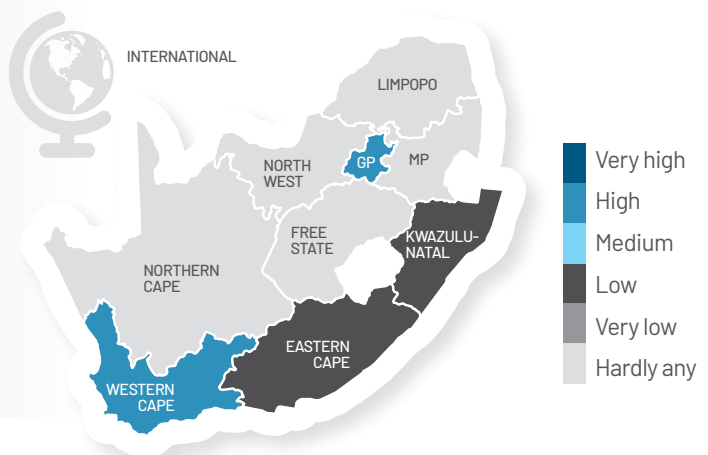 INTERNATIONAL
LIMPOPO
GP
MP
NORTH
WEST
FREE
STATE
KWAZULU-
NATAL
NORTHERN
CAPE
EASTERN
CAPE
WESTERN
CAPE
Very high
High
Medium
Low
Very low
Hardly any